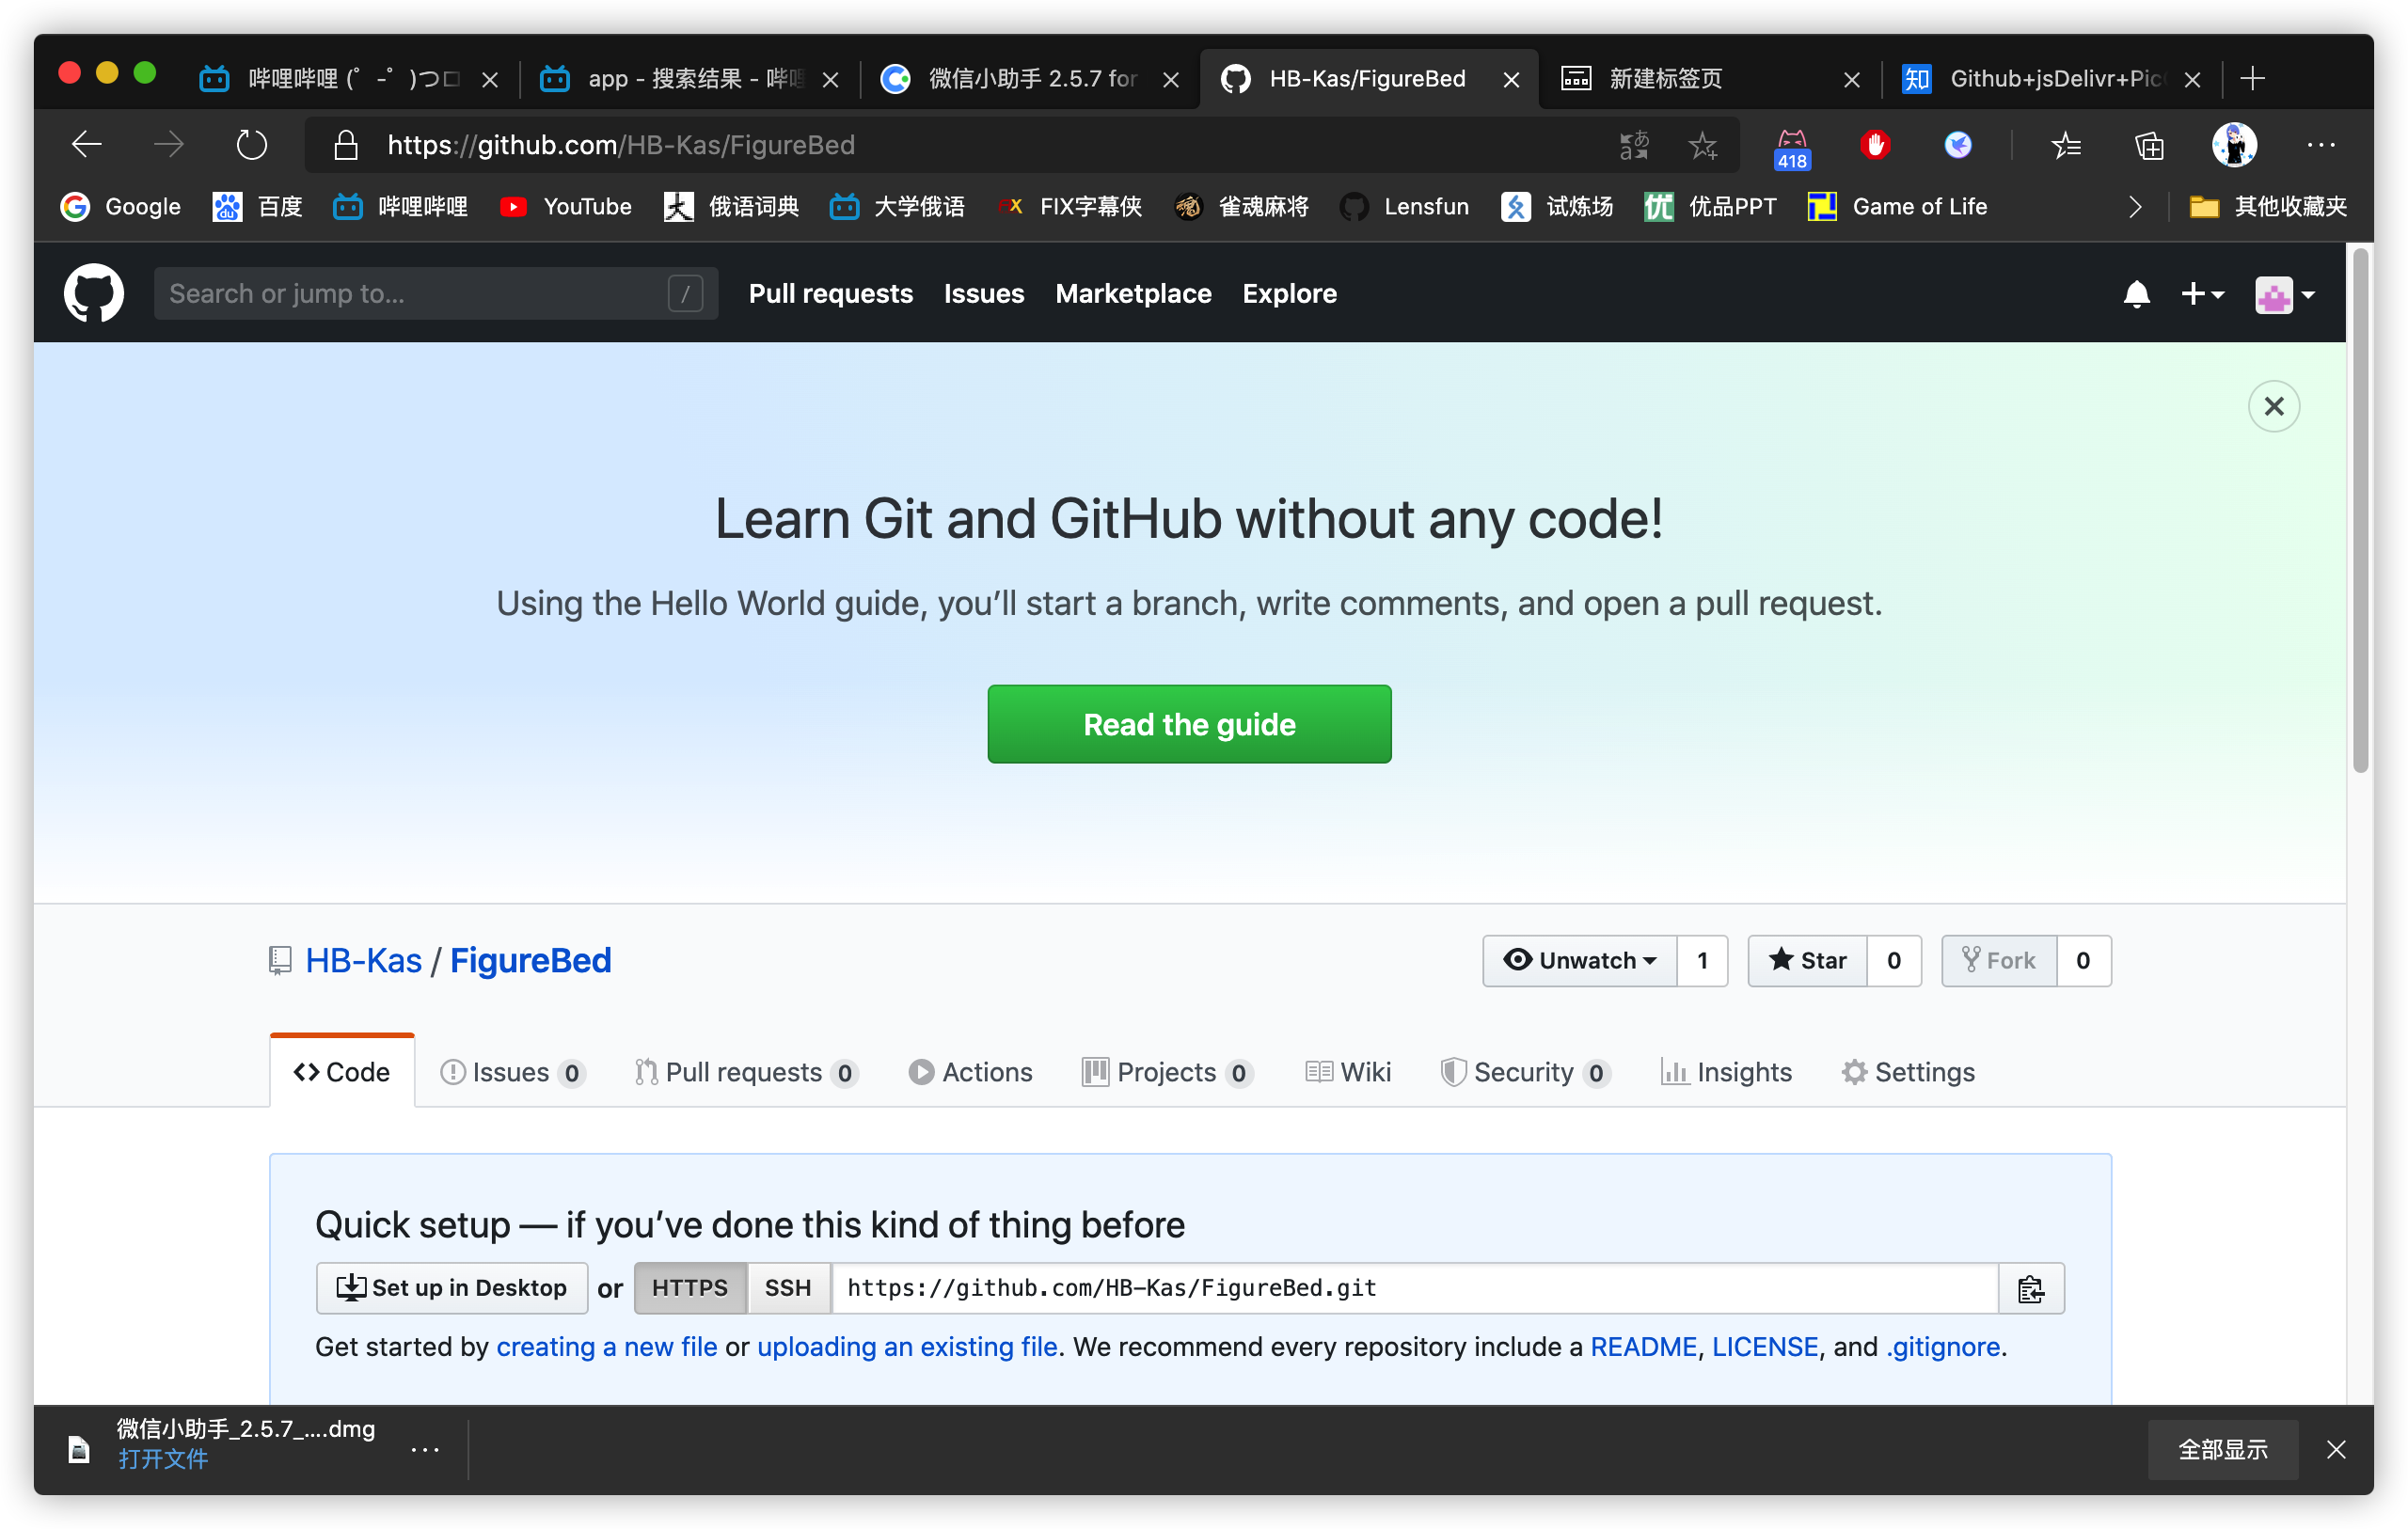 哔哩哔哩 (゜-゜)つロ
app - 搜索结果 - 哔哩
微信小助手 2.5.7 for
HB-Kas/FigureBed
新建标签页
知 Github+jsDelivr+Pic
https://github.com/HB-Kas/FigureBed
418
Google
百度
哔哩哔哩
YouTube
俄语词典
大学俄语
FX FIX字幕侠
雀魂麻将
Lensfun
试炼场
优 优品PPT
Game of Life
其他收藏夹
Search or jump to... /
Pull requests Issues Marketplace Explore
Learn Git and GitHub without any code!
Using the Hello World guide, you’ll start a branch, write comments, and open a pull request.
Read the guide
HB-Kas / FigureBed
Unwatch 1 Star 0 Fork 0
Code Issues 0 Pull requests 0 Actions Projects 0 Wiki Security 0 Insights Settings
Quick setup — if you’ve done this kind of thing before
Set up in Desktop or HTTPS SSH https://github.com/HB-Kas/FigureBed.git
Get started by creating a new file or uploading an existing file. We recommend every repository include a README, LICENSE, and .gitignore.
微信小助手_2.5.7_....dmg
打开文件
全部显示